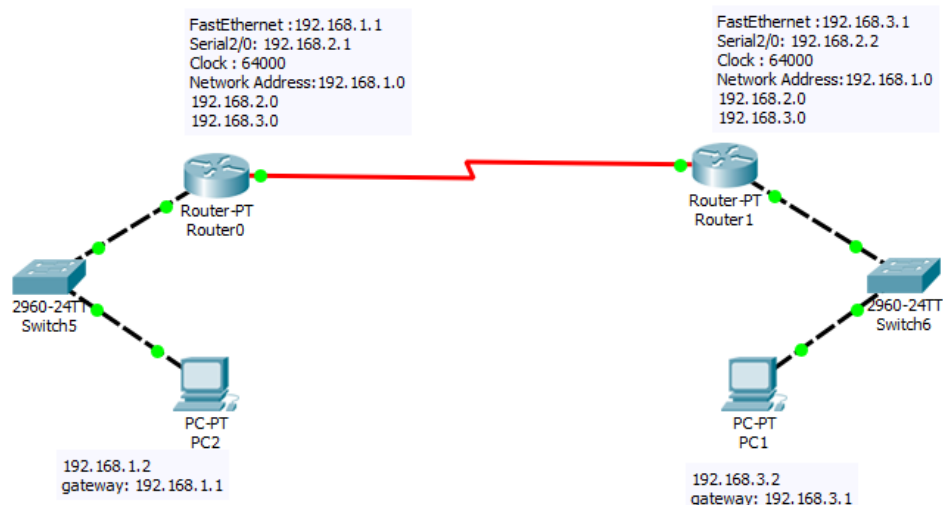 FastEthernet :192.168.1.1
Serial2/0: 192.168.2.1
Clock : 64000
Network Address:192.168.1.0
192.168.2.0
192.168.3.0
FastEthernet :192.168.3.1
Serial2/0: 192.168.2.2
Clock : 64000
Network Address:192.168.1.0
192.168.2.0
192.168.3.0
Router-PT
Router0
Router-PT
Router1
2960-24TT
Switch5
2960-24TT
Switch6
PC-PT
PC2
PC-PT
PC1
192.168.1.2
gateway: 192.168.1.1
192.168.3.2
gateway: 192.168.3.1